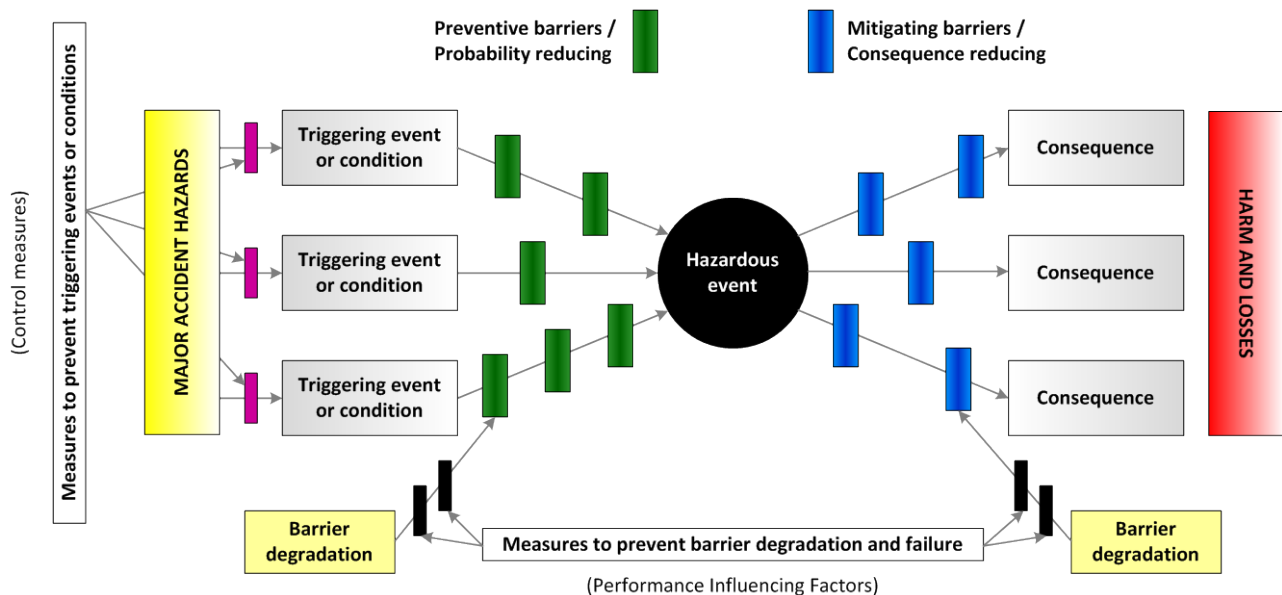 Preventive barriers /
Probability reducing
Mitigating barriers /
Consequence reducing
(Control measures)
Measures to prevent triggering events or conditions
MAJOR ACCIDENT HAZARDS
Triggering event
or condition
Triggering event
or condition
Triggering event
or condition
Hazardous
event
Consequence
Consequence
Consequence
HARM AND LOSSES
Barrier
degradation
Measures to prevent barrier degradation and failure
(Performance Influencing Factors)
Barrier
degradation